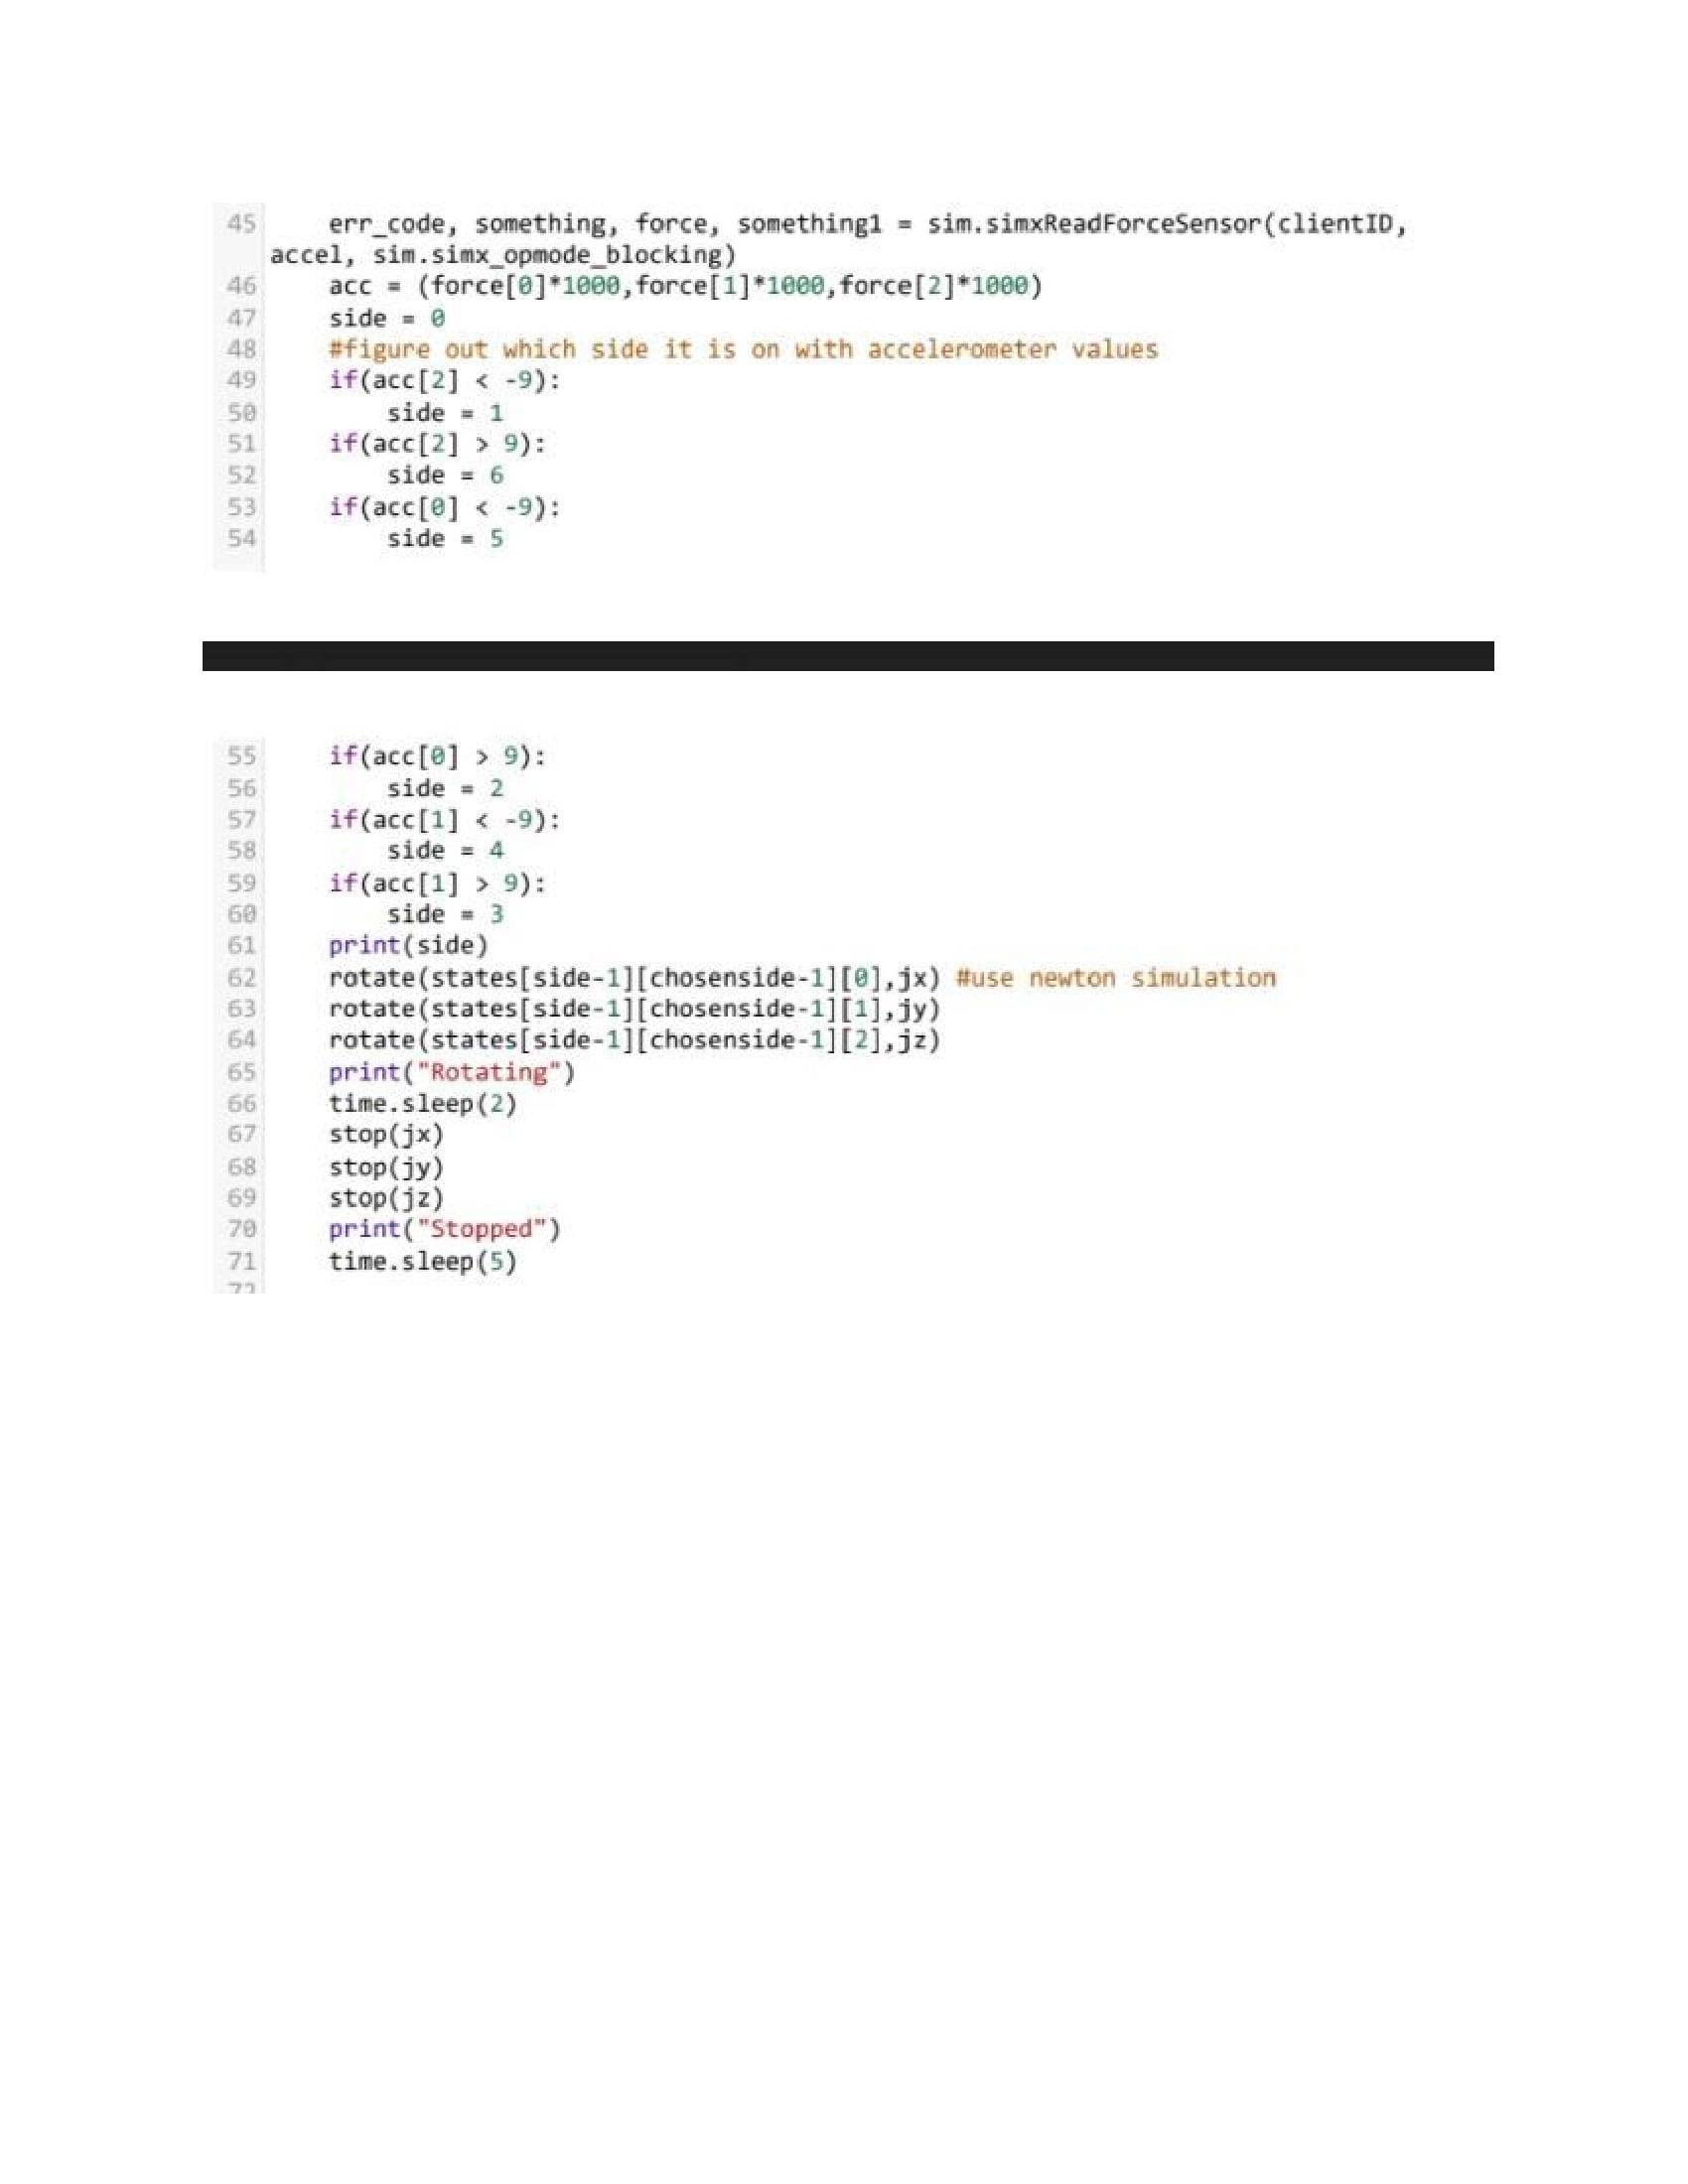 45 err_code, something, force, something1 = sim.simxReadForceSensor(clientID,
accel, sim.simx_opmode_blocking)
46 acc = (force[0]*1000,force[1]*1000,force[2]*1000)
47 side = 0
48 #figure out which side it is on with accelerometer values
49 if(acc[2] < -9):
50 side = 1
51 if(acc[2] > 9):
52 side = 6
53 if(acc[0] < -9):
54 side = 5
55 if(acc[0] > 9):
56 side = 2
57 if(acc[1] < -9):
58 side = 4
59 if(acc[1] > 9):
60 side = 3
61 print(side)
62 rotate(states[side-1][chosenside-1][0],jx) #use newton simulation
63 rotate(states[side-1][chosenside-1][1],jy)
64 rotate(states[side-1][chosenside-1][2],jz)
65 print("Rotating")
66 time.sleep(2)
67 stop(jx)
68 stop(jy)
69 stop(jz)
70 print("Stopped")
71 time.sleep(5)
72